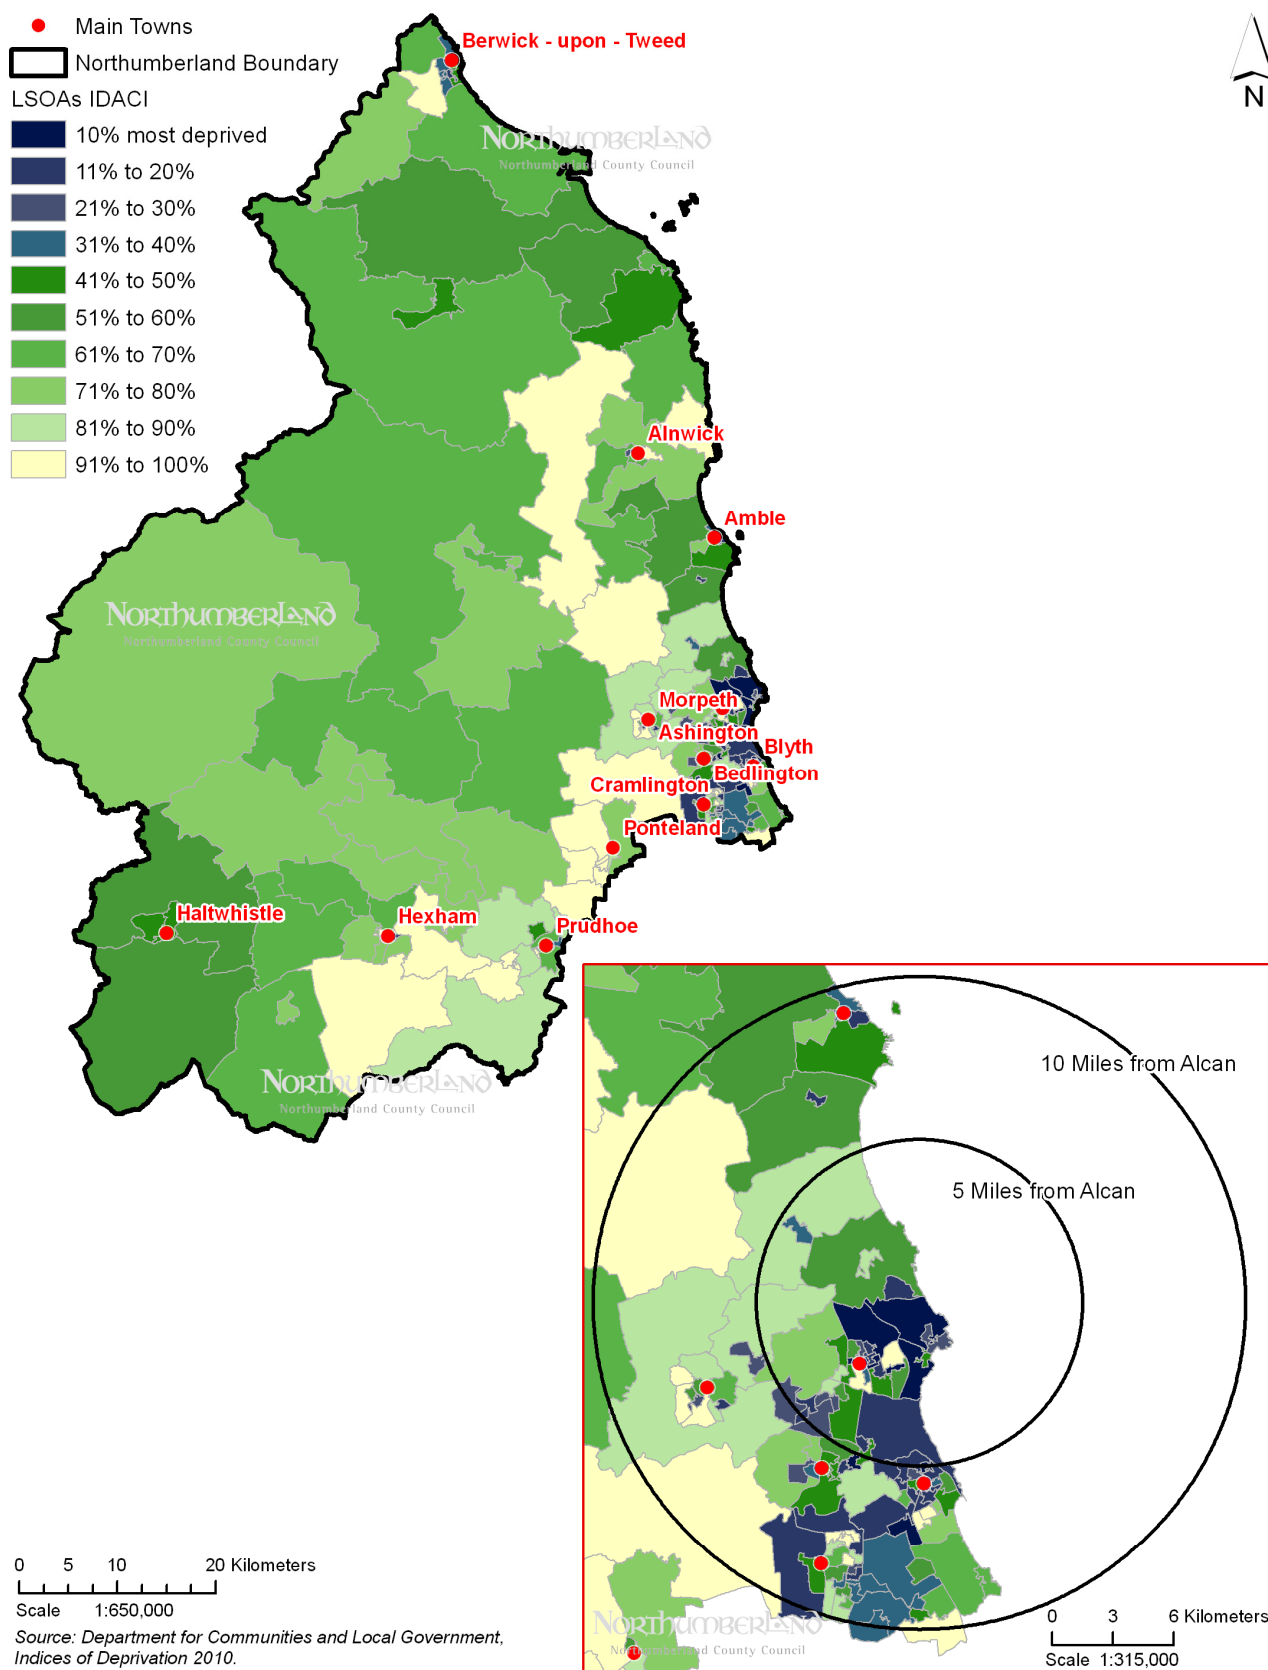 Main Towns
Northumberland Boundary
LSOAs IDACI
10% most deprived
11% to 20%
21% to 30%
31% to 40%
41% to 50%
51% to 60%
61% to 70%
71% to 80%
81% to 90%
91% to 100%
N
Berwick - upon - Tweed
NORTHUMBERLAND
Northumberland County Council
Alnwick
Amble
NORTHUMBERLAND
Northumberland County Council
Morpeth
Ashington
Blyth
Bedlington
Cramlington
Ponteland
Haltwhistle
Hexham
Prudhoe
NORTHUMBERLAND
Northumberland County Council
10 Miles from Alcan
5 Miles from Alcan
NORTHUMBERLAND
Northumberland County Council
0 3 6 Kilometers
Scale 1:315,000
0 5 10 20 Kilometers
Scale 1:650,000
Source: Department for Communities and Local Government,
Indices of Deprivation 2010.